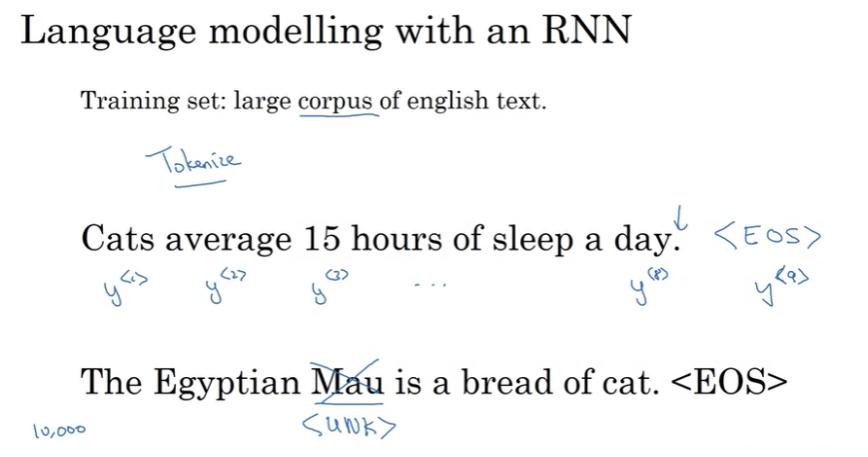 Language modelling with an RNN
Training set: large corpus of english text.
Tokenize
Cats average 15 hours of sleep a day. <EOS>
y<1> y<2> y<3> ... y<8> y<9>
The Egyptian Mau is a bread of cat. <EOS>
10,000 <UNK>